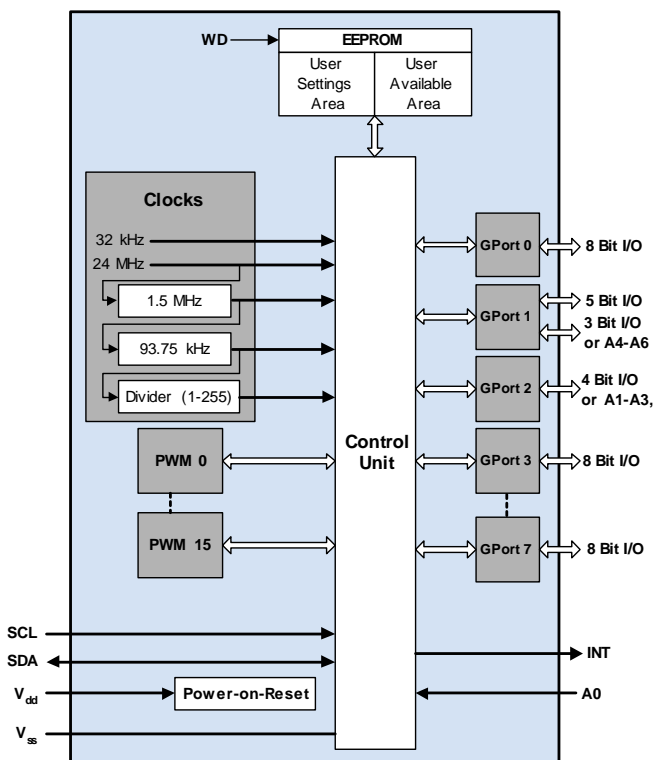 WD
EEPROM
User
Settings
Area
User
Available
Area
Clocks
32 kHz
24 MHz
1.5 MHz
93.75 kHz
Divider (1-255)
PWM 0
PWM 15
Control
Unit
GPort 0
8 Bit I/O
GPort 1
5 Bit I/O
3 Bit I/O
or A4-A6
GPort 2
4 Bit I/O
or A1-A3,
GPort 3
8 Bit I/O
GPort 7
8 Bit I/O
SCL
SDA
Vdd
Power-on-Reset
Vss
INT
A0